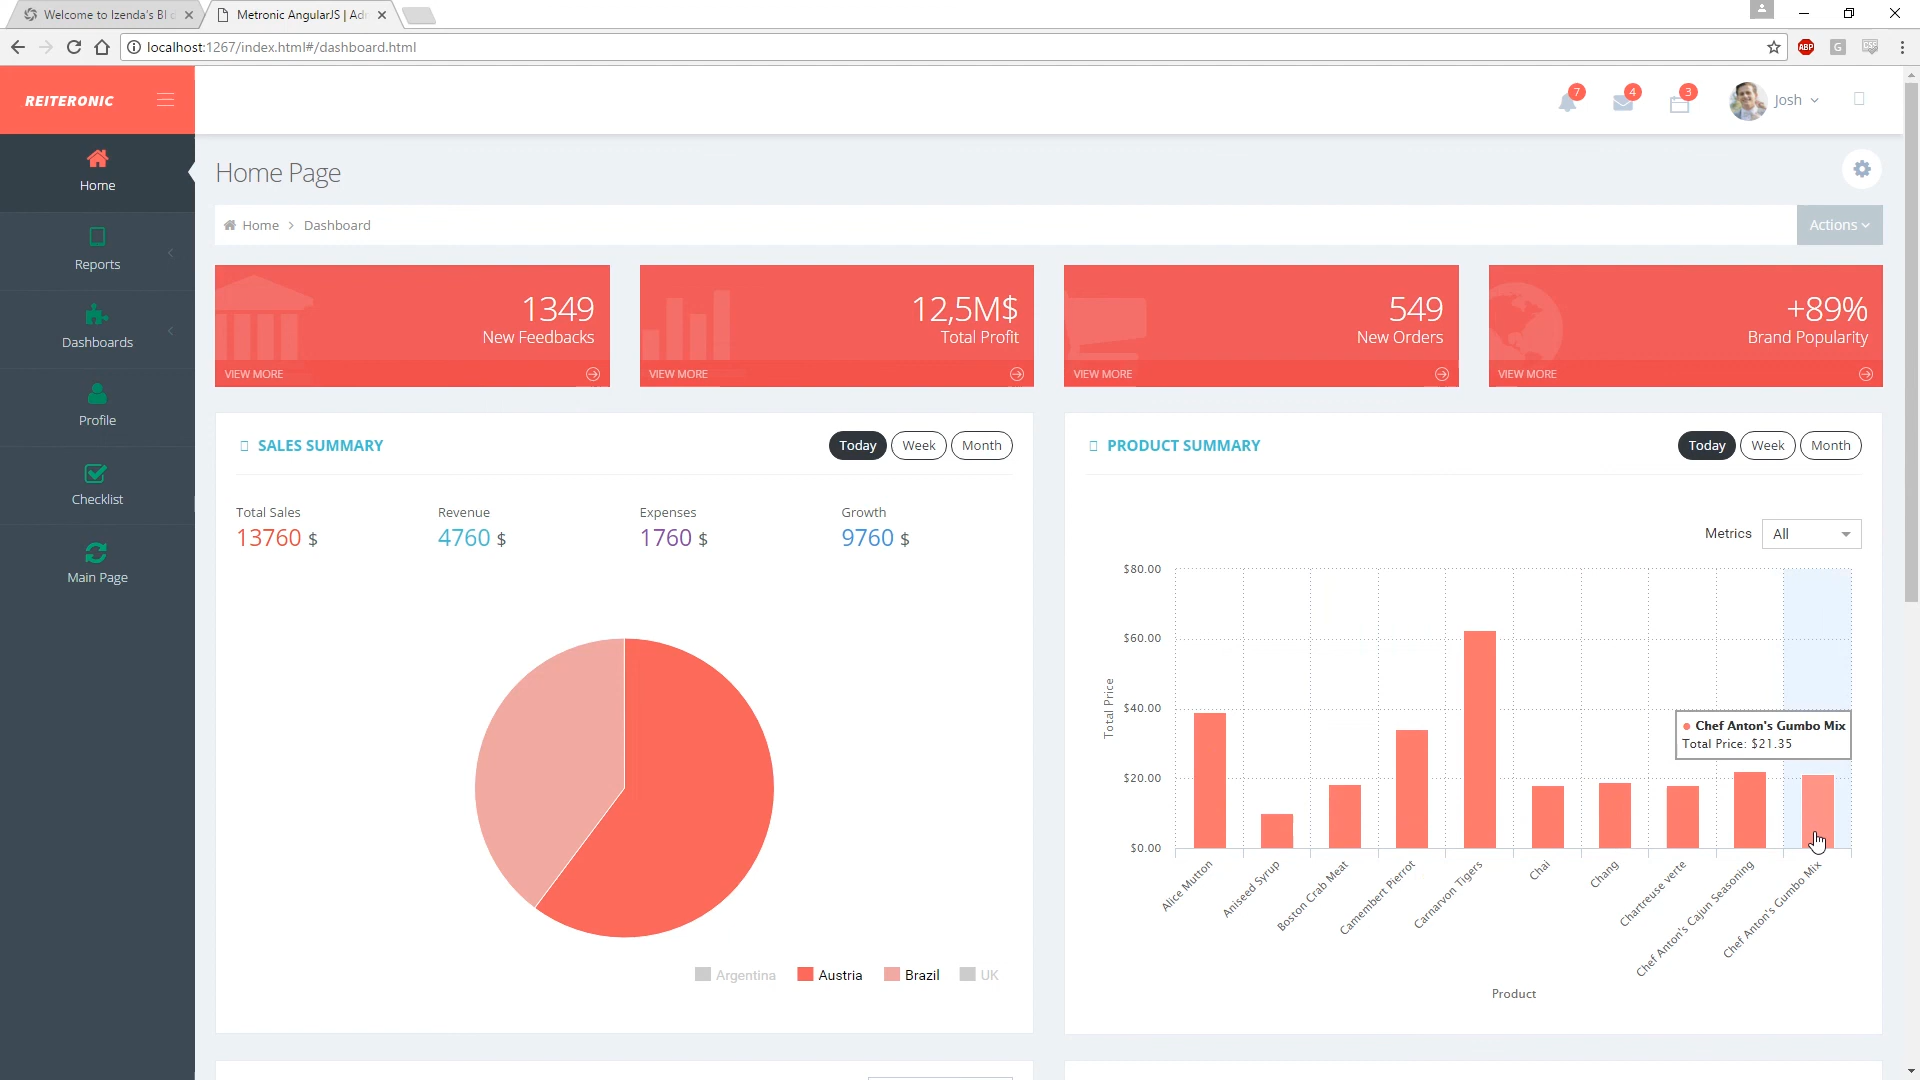 Welcome to Izenda's BI d
Metronic AngularJS | Adm
localhost:1267/index.html#/dashboard.html
ABP
G
CSS
REITERONIC
7
4
3
Josh
Home
Reports
Dashboards
Profile
Checklist
Main Page
Home Page
Home
Dashboard
Actions
1349
New Feedbacks
VIEW MORE
12,5M$
Total Profit
VIEW MORE
549
New Orders
VIEW MORE
+89%
Brand Popularity
VIEW MORE
SALES SUMMARY
Today
Week
Month
Total Sales
13760 $
Revenue
4760 $
Expenses
1760 $
Growth
9760 $
Argentina
Austria
Brazil
UK
PRODUCT SUMMARY
Today
Week
Month
Metrics
All
$80.00
$60.00
$40.00
$20.00
$0.00
Total Price
Chef Anton's Gumbo Mix
Total Price: $21.35
Alice Mutton
Aniseed Syrup
Boston Crab Meat
Camembert Pierrot
Carnarvon Tigers
Chai
Chang
Chartreuse verte
Chef Anton's Cajun Seasoning
Chef Anton's Gumbo Mix
Product